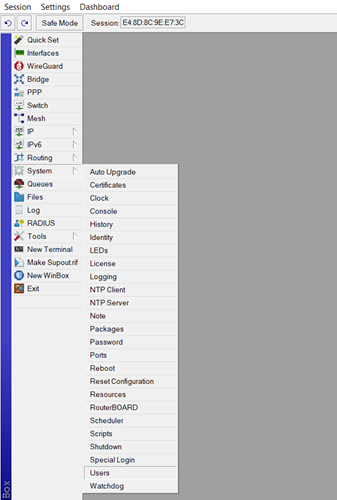 Session Settings Dashboard
Safe Mode Session: E4:8D:8C:9E:E7:3C
Quick Set
Interfaces
WireGuard
Bridge
PPP
Switch
Mesh
IP
IPv6
Routing
System
Queues
Files
Log
RADIUS
Tools
New Terminal
Make Supout.rif
New WinBox
Exit
Auto Upgrade
Certificates
Clock
Console
History
Identity
LEDs
License
Logging
NTP Client
NTP Server
Note
Packages
Password
Ports
Reboot
Reset Configuration
Resources
RouterBOARD
Scheduler
Scripts
Shutdown
Special Login
Users
Watchdog
Box